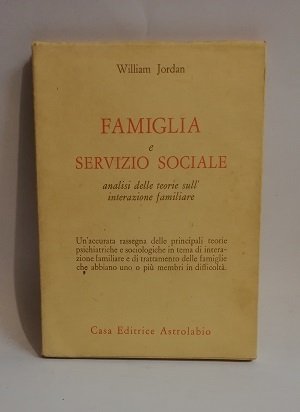 William Jordan
FAMIGLIA
e
SERVIZIO SOCIALE
analisi delle teorie sull'
interazione familiare
Un'accurata rassegna delle principali teorie
psichiatriche e sociologiche in tema di intera-
zione familiare e di trattamento delle famiglie
che abbiano uno o più membri in difficoltà.
Casa Editrice Astrolabio